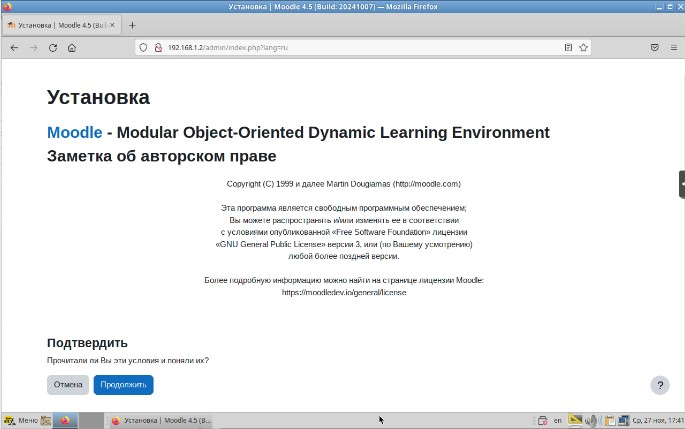 Установка | Moodle 4.5 (Build: 20241007) — Mozilla Firefox
Установка | Moodle 4.5 (Buil
192.168.1.2/admin/index.php?lang=ru
Установка
Moodle - Modular Object-Oriented Dynamic Learning Environment
Заметка об авторском праве
Copyright (C) 1999 и далее Martin Dougiamas (http://moodle.com)
Эта программа является свободным программным обеспечением;
Вы можете распространять и/или изменять ее в соответствии
с условиями опубликованной «Free Software Foundation» лицензии
«GNU General Public License» версии 3, или (по Вашему усмотрению)
любой более поздней версии.
Более подробную информацию можно найти на странице лицензии Moodle:
https://moodledev.io/general/license
Подтвердить
Прочитали ли Вы эти условия и поняли их?
Отмена Продолжить ?
Меню Установка | Moodle 4.5 (B... en Ср, 27 ноя, 17:41